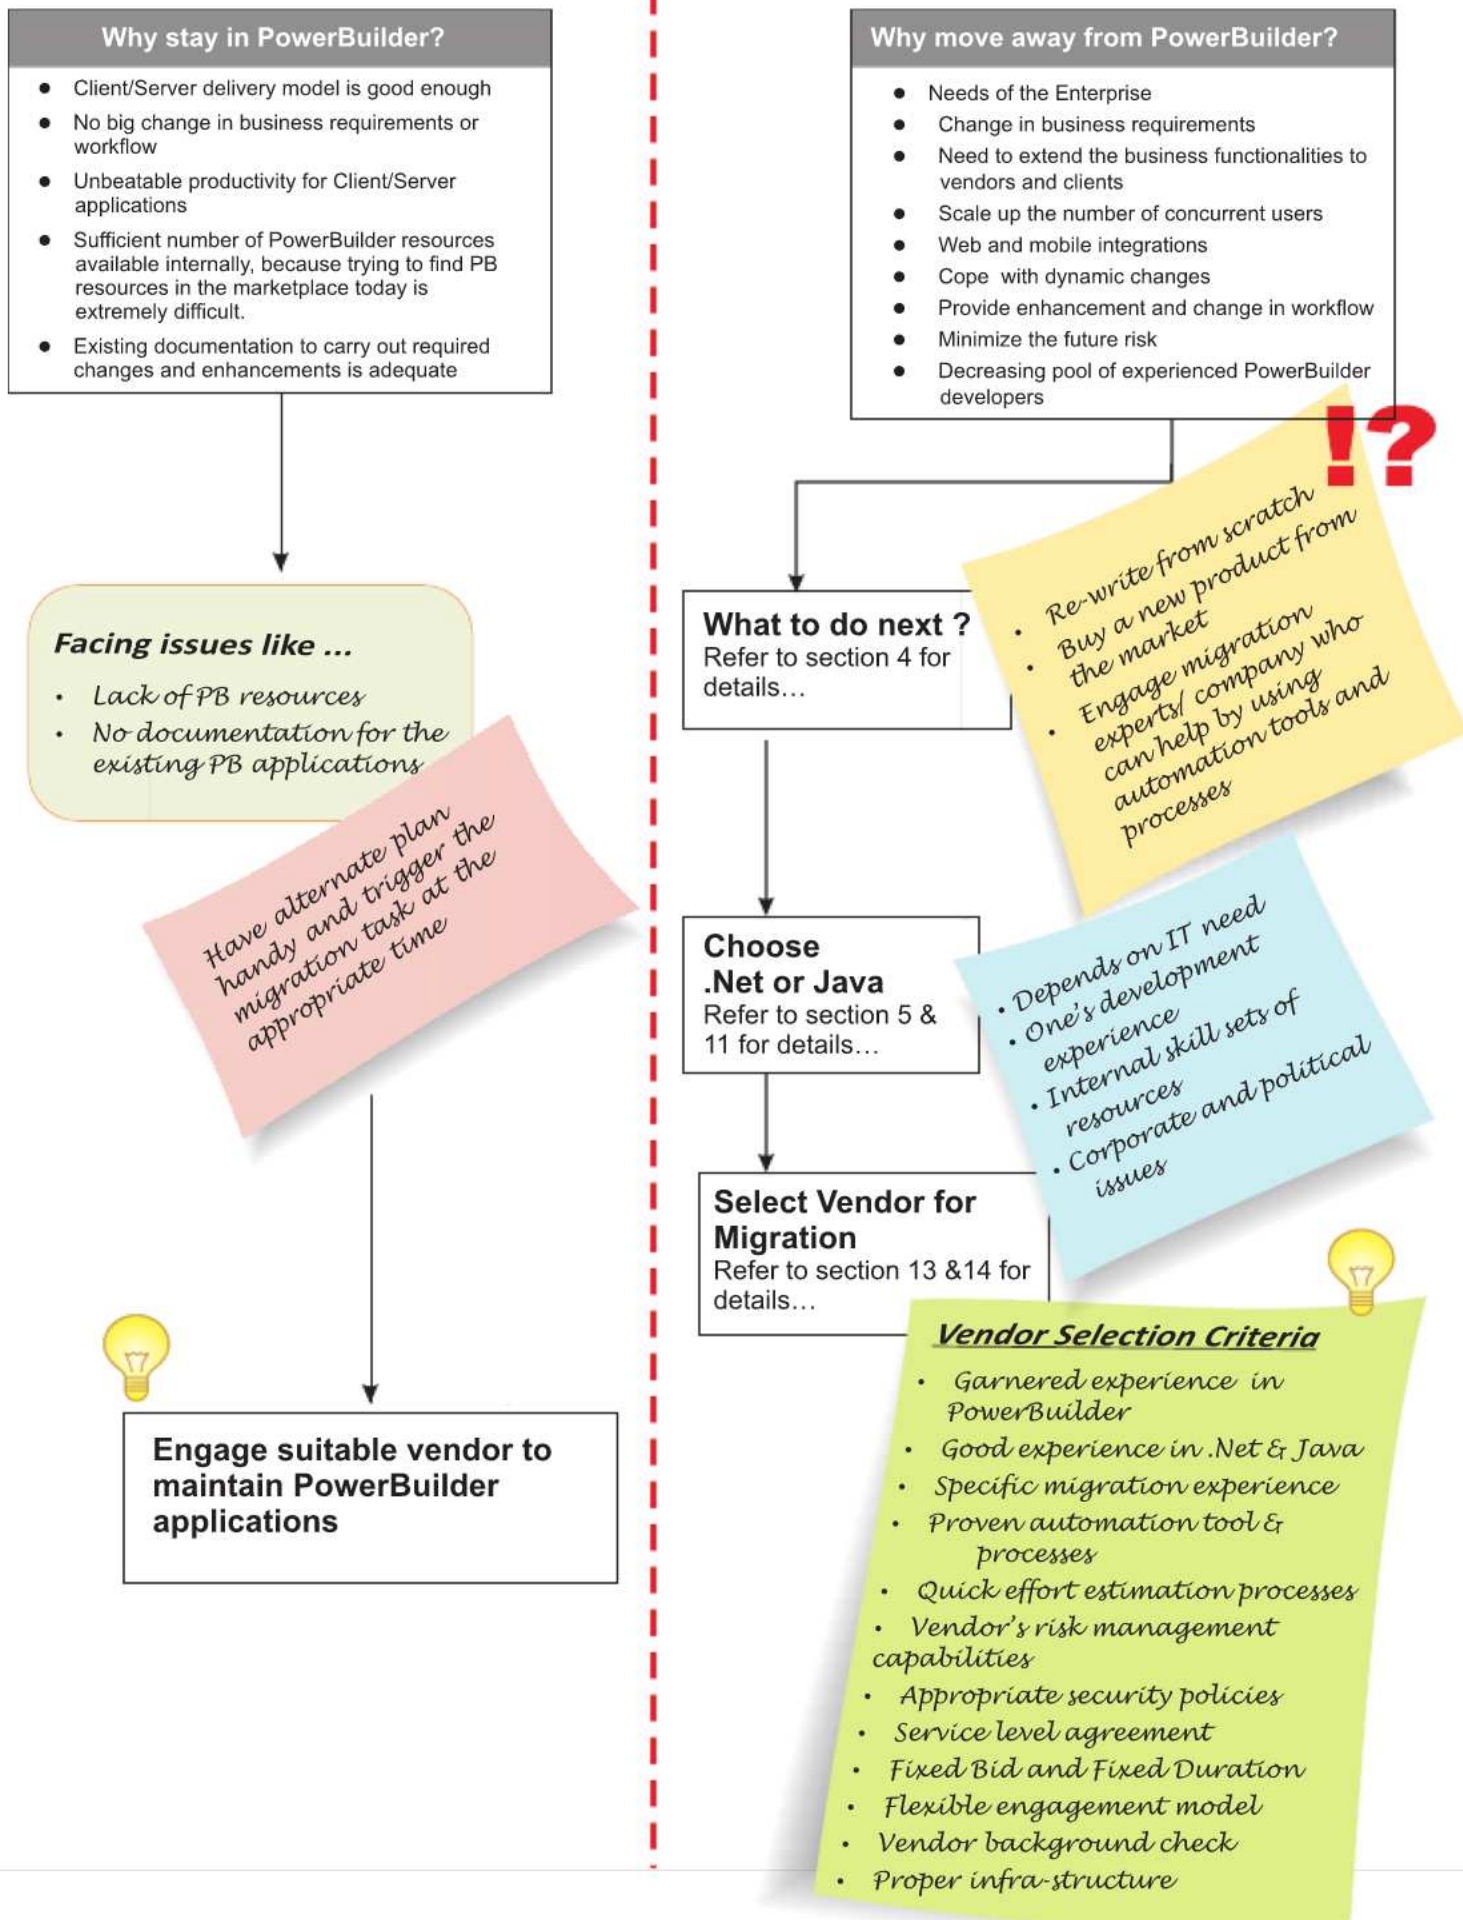 Why stay in PowerBuilder?
● Client/Server delivery model is good enough
● No big change in business requirements or
workflow
● Unbeatable productivity for Client/Server
applications
● Sufficient number of PowerBuilder resources
available internally, because trying to find PB
resources in the marketplace today is
extremely difficult.
● Existing documentation to carry out required
changes and enhancements is adequate
Facing issues like ...
• Lack of PB resources
• No documentation for the
existing PB applications
Have alternate plan
handy and trigger the
migration task at the
appropriate time
Engage suitable vendor to
maintain PowerBuilder
applications
Why move away from PowerBuilder?
● Needs of the Enterprise
● Change in business requirements
● Need to extend the business functionalities to
vendors and clients
● Scale up the number of concurrent users
● Web and mobile integrations
● Cope with dynamic changes
● Provide enhancement and change in workflow
● Minimize the future risk
● Decreasing pool of experienced PowerBuilder
developers
!?
What to do next ?
Refer to section 4 for
details...
• Re-write from scratch
• Buy a new product from
the market
• Engage migration
experts/ company who
can help by using
automation tools and
processes
Choose
.Net or Java
Refer to section 5 &
11 for details...
• Depends on IT need
• One's development
experience
• Internal skill sets of
resources
• Corporate and political
issues
Select Vendor for
Migration
Refer to section 13 &14 for
details...
Vendor Selection Criteria
• Garnered experience in
PowerBuilder
• Good experience in .Net & Java
• Specific migration experience
• Proven automation tool &
processes
• Quick effort estimation processes
• Vendor's risk management
capabilities
• Appropriate security policies
• Service level agreement
• Fixed Bid and Fixed Duration
• Flexible engagement model
• Vendor background check
• Proper infra-structure